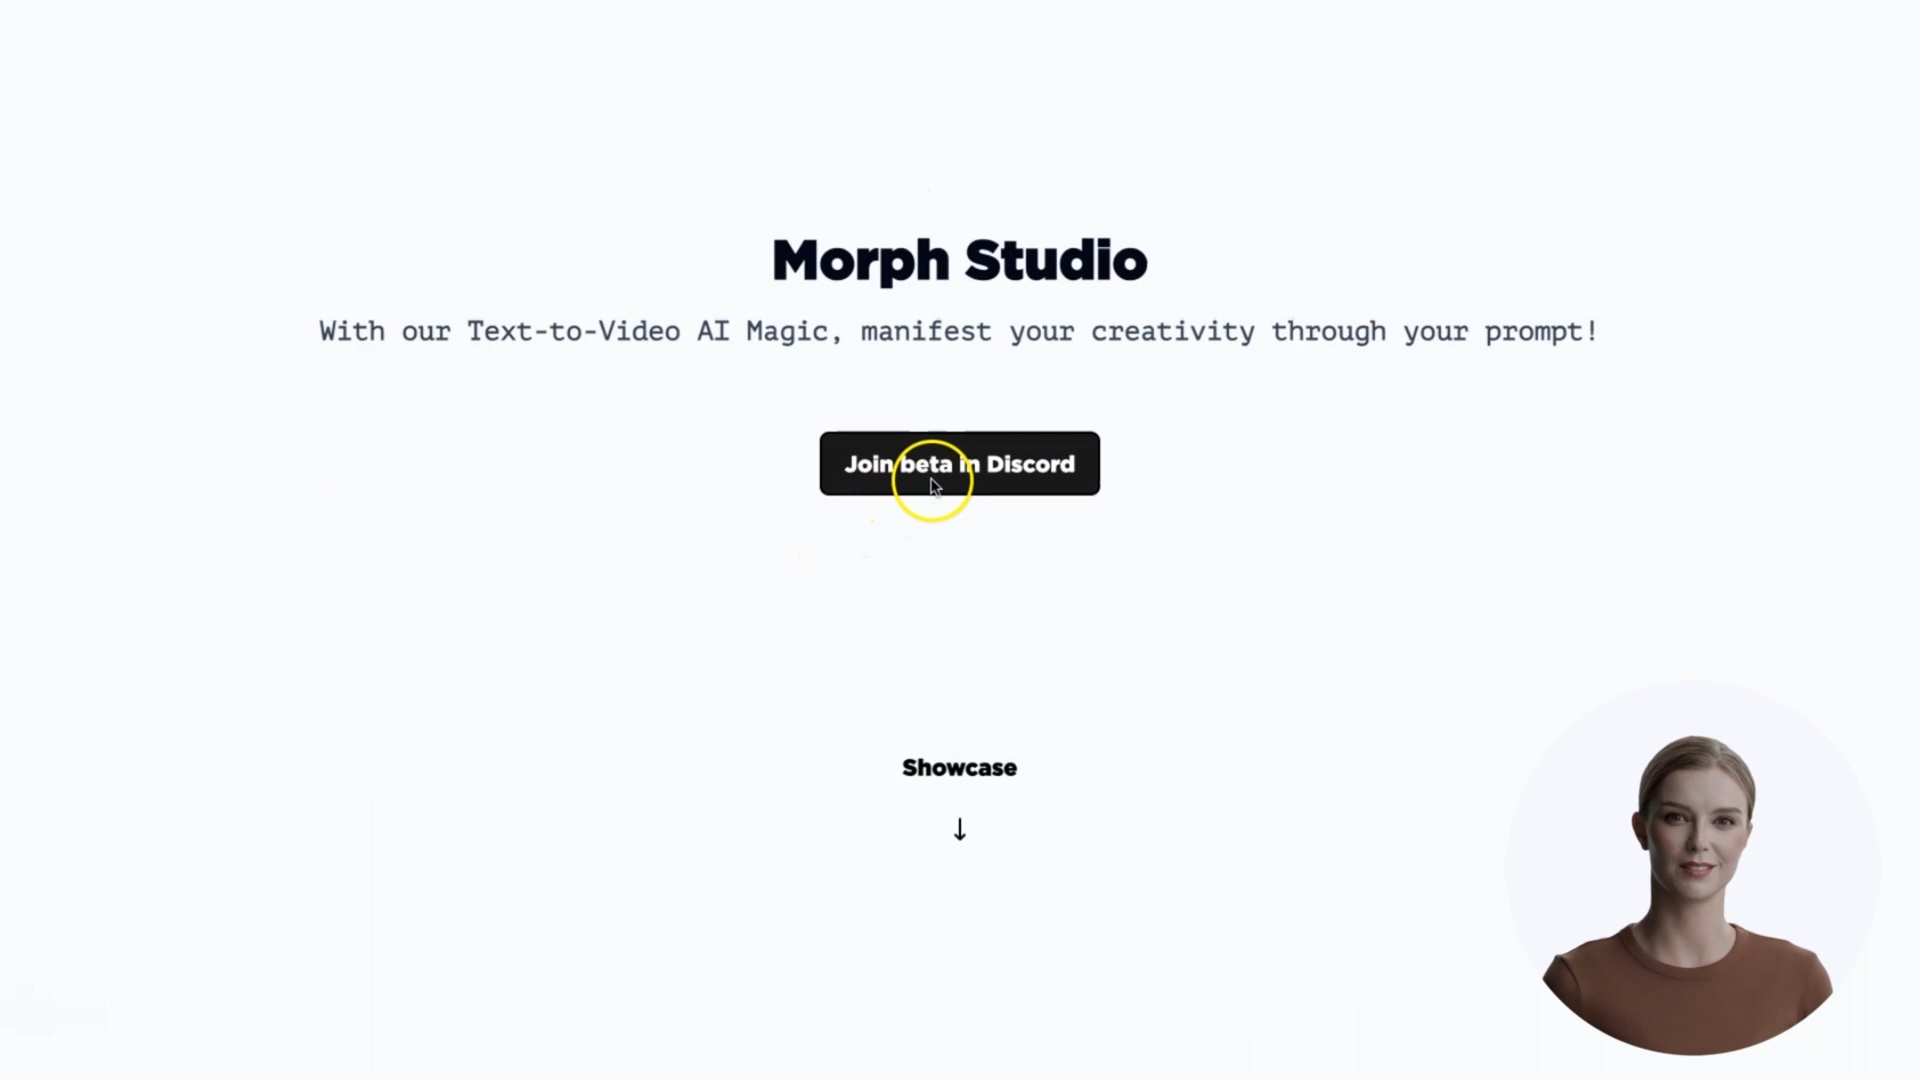 Morph Studio
With our Text-to-Video AI Magic, manifest your creativity through your prompt!
Join beta in Discord
Showcase
↓